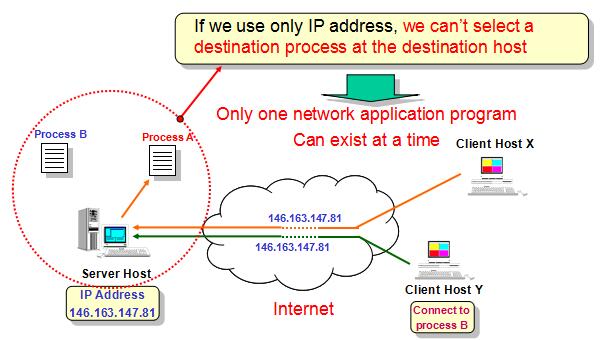 If we use only IP address, we can't select a
destination process at the destination host
Only one network application program
Can exist at a time
Process B
Process A
Client Host X
146.163.147.81
146.163.147.81
Server Host
IP Address
146.163.147.81
Internet
Client Host Y
Connect to
process B